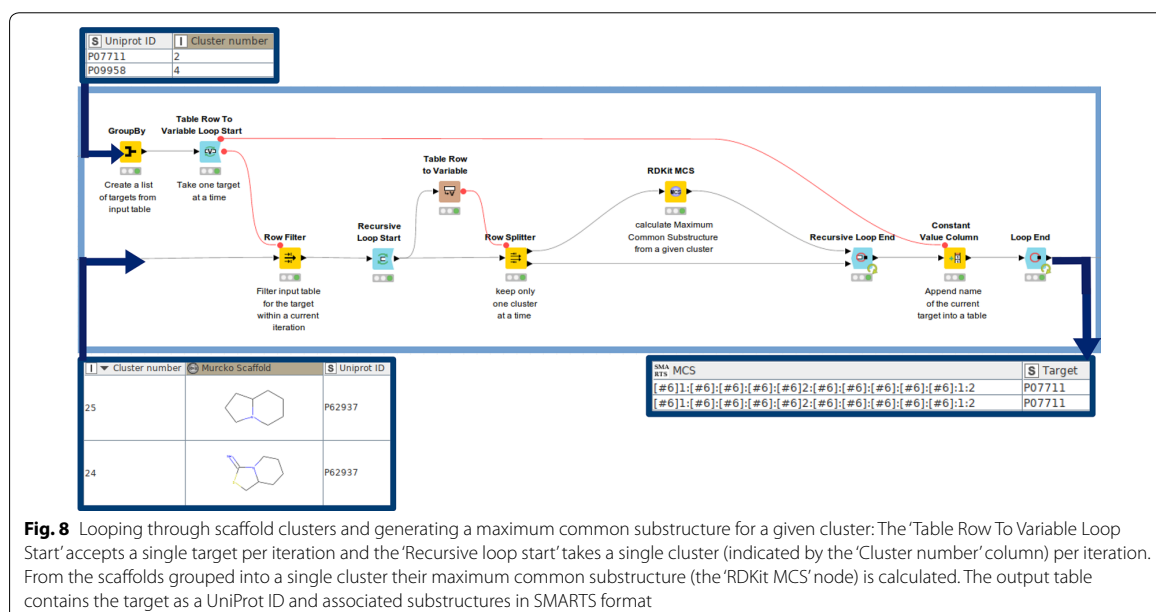 S Uniprot ID I Cluster number
P07711 2
P09958 4
GroupBy
Create a list
of targets from
input table
Table Row To
Variable Loop Start
Take one target
at a time
Row Filter
Filter input table
for the target
within a current
iteration
Recursive
Loop Start
Table Row
to Variable
Row Splitter
keep only
one cluster
at a time
RDKit MCS
calculate Maximum
Common Substructure
from a given cluster
Recursive Loop End
Constant
Value Column
Append name
of the current
target into a table
Loop End
I Cluster number Murcko Scaffold S Uniprot ID
25 P62937
24 P62937
SMA
RTS MCS S Target
[#6]1:[#6]:[#6]:[#6]:[#6]2:[#6]:[#6]:[#6]:[#6]:[#6]:1:2 P07711
[#6]1:[#6]:[#6]:[#6]:[#6]2:[#6]:[#6]:[#6]:[#6]:[#6]:1:2 P07711
Fig. 8 Looping through scaffold clusters and generating a maximum common substructure for a given cluster: The ‘Table Row To Variable Loop
Start’ accepts a single target per iteration and the ‘Recursive loop start’ takes a single cluster (indicated by the ‘Cluster number’ column) per iteration.
From the scaffolds grouped into a single cluster their maximum common substructure (the ‘RDKit MCS’ node) is calculated. The output table
contains the target as a UniProt ID and associated substructures in SMARTS format